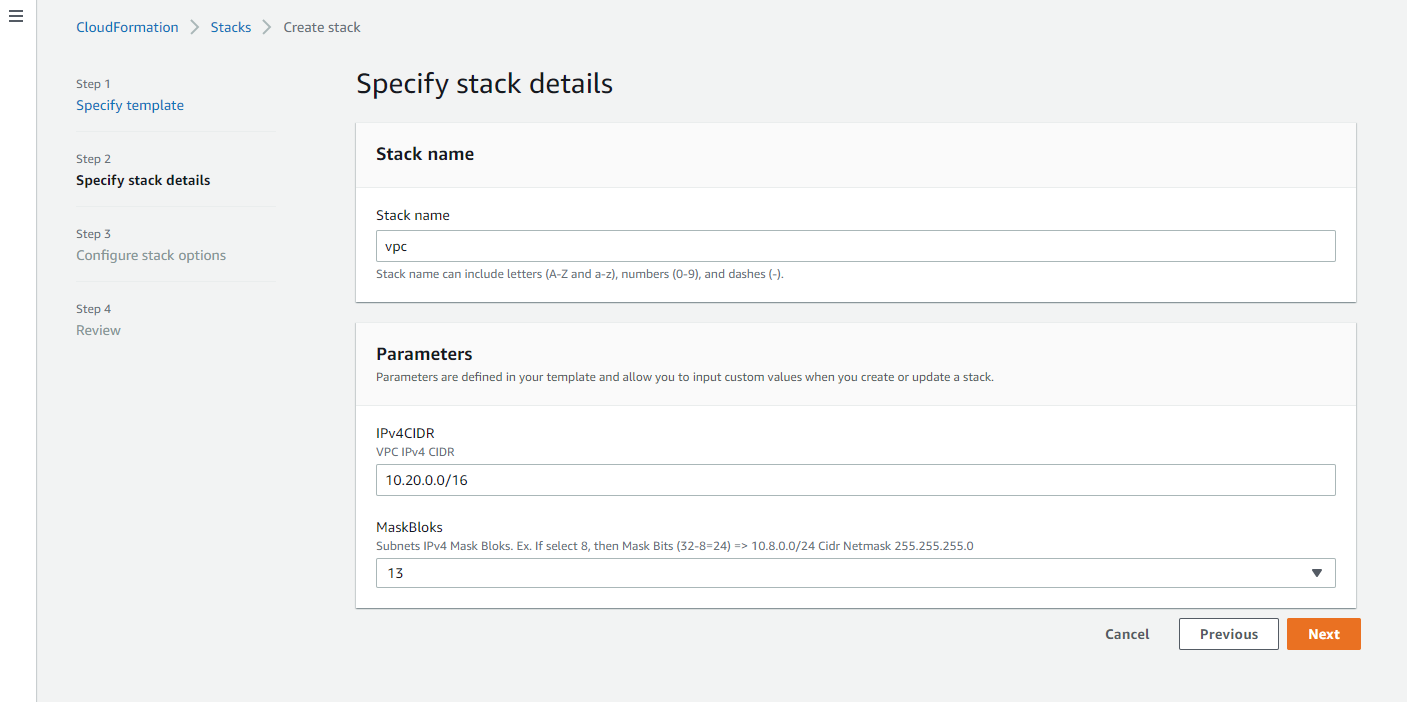 CloudFormation > Stacks > Create stack
Step 1
Specify template
Step 2
Specify stack details
Step 3
Configure stack options
Step 4
Review
Specify stack details
Stack name
Stack name
vpc
Stack name can include letters (A-Z and a-z), numbers (0-9), and dashes (-).
Parameters
Parameters are defined in your template and allow you to input custom values when you create or update a stack.
IPv4CIDR
VPC IPv4 CIDR
10.20.0.0/16
MaskBloks
Subnets IPv4 Mask Bloks. Ex. If select 8, then Mask Bits (32-8=24) => 10.8.0.0/24 Cidr Netmask 255.255.255.0
13
Cancel Previous Next